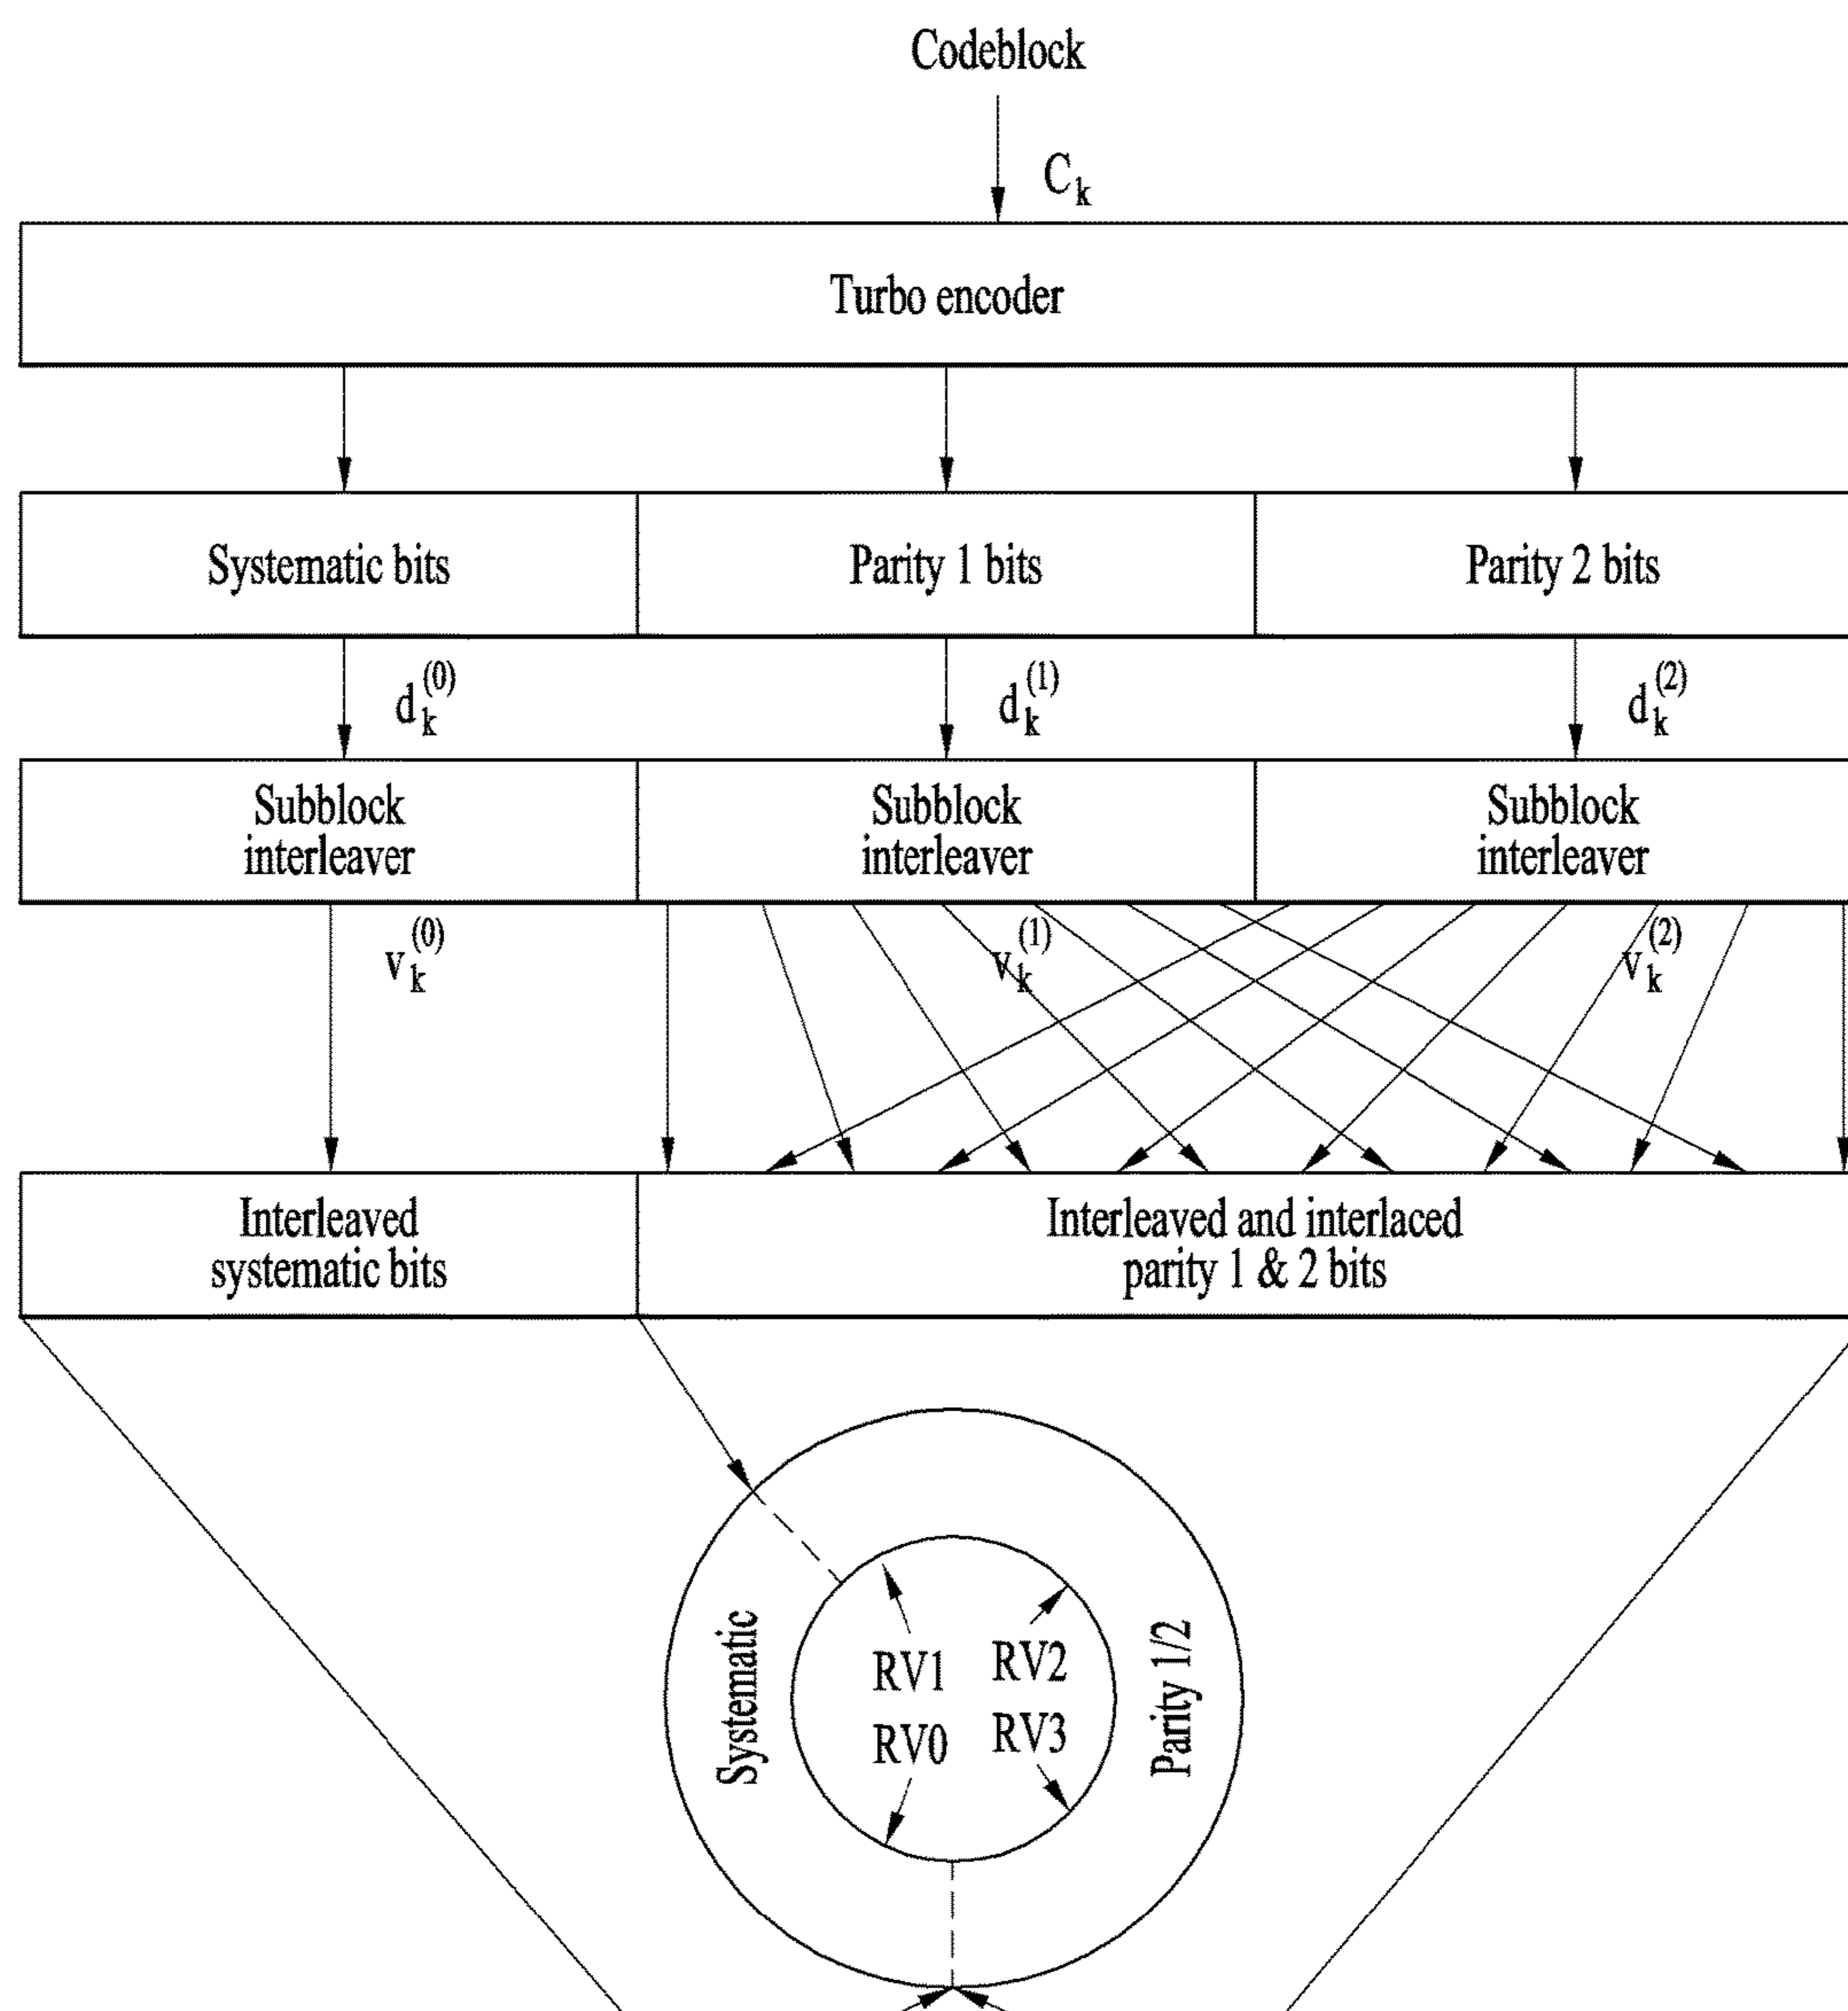 Codeblock
C_k
Turbo encoder
Systematic bits
Parity 1 bits
Parity 2 bits
d_k^(0)
d_k^(1)
d_k^(2)
Subblock
interleaver
Subblock
interleaver
Subblock
interleaver
v_k^(0)
v_k^(1)
v_k^(2)
Interleaved
systematic bits
Interleaved and interlaced
parity 1 & 2 bits
Systematic
RV1
RV2
RV0
RV3
Parity 1/2